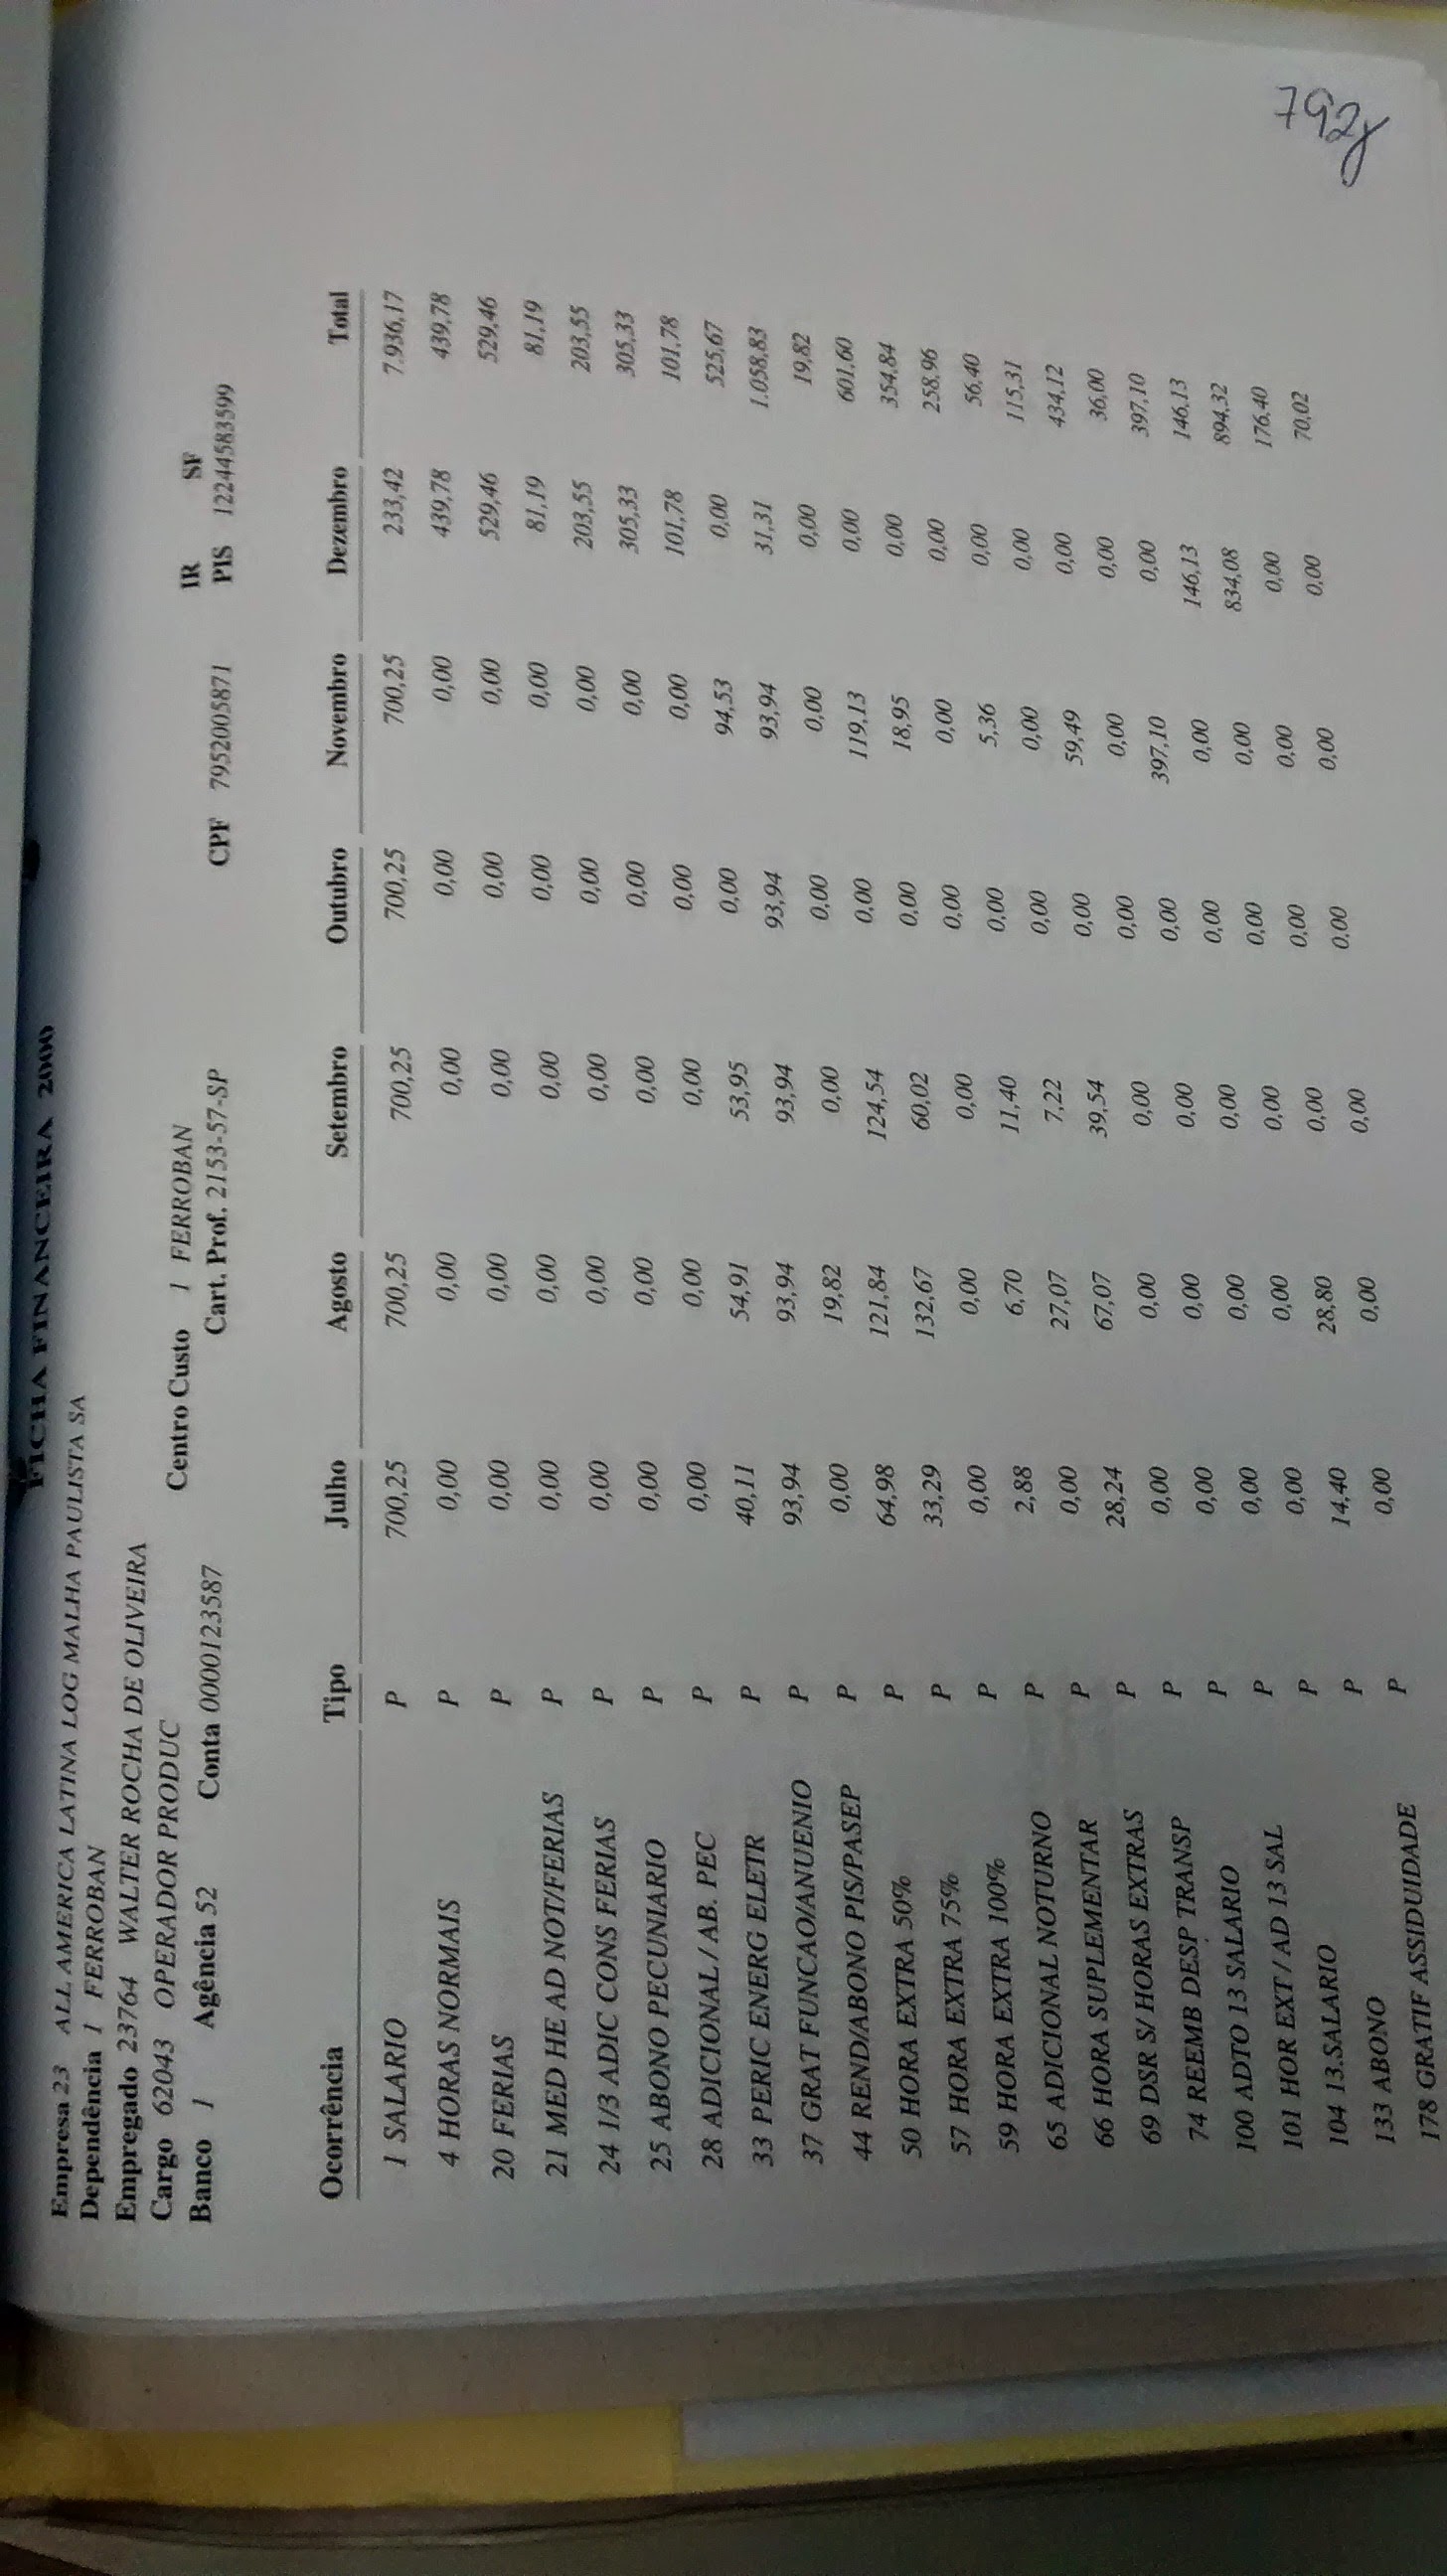 FICHA FINANCEIRA 2000
Empresa 23 ALL AMERICA LATINA LOG MALHA PAULISTA SA
Dependência 1 FERROBAN
Empregado 23764 WALTER ROCHA DE OLIVEIRA
Cargo 62043 OPERADOR PRODUC Centro Custo 1 FERROBAN IR SF
Banco 1 Agência 52 Conta 0000123587 Cart. Prof. 2153-57-SP CPF 7952005871 PIS 12244583599
Ocorrência Tipo Julho Agosto Setembro Outubro Novembro Dezembro Total
1 SALARIO P 700,25 700,25 700,25 700,25 700,25 233,42 7.936,17
4 HORAS NORMAIS P 0,00 0,00 0,00 0,00 0,00 439,78 439,78
20 FERIAS P 0,00 0,00 0,00 0,00 0,00 529,46 529,46
21 MED HE AD NOT/FERIAS P 0,00 0,00 0,00 0,00 0,00 81,19 81,19
24 1/3 ADIC CONS FERIAS P 0,00 0,00 0,00 0,00 0,00 203,55 203,55
25 ABONO PECUNIARIO P 0,00 0,00 0,00 0,00 0,00 305,33 305,33
28 ADICIONAL / AB. PEC P 0,00 0,00 0,00 0,00 0,00 101,78 101,78
33 PERIC ENERG ELETR P 40,11 54,91 53,95 0,00 94,53 0,00 525,67
37 GRAT FUNCAO/ANUENIO P 93,94 93,94 93,94 93,94 93,94 31,31 1.058,83
44 REND/ABONO PIS/PASEP P 0,00 19,82 0,00 0,00 0,00 0,00 19,82
50 HORA EXTRA 50% P 64,98 121,84 124,54 0,00 119,13 0,00 601,60
57 HORA EXTRA 75% P 33,29 132,67 60,02 0,00 18,95 0,00 354,84
59 HORA EXTRA 100% P 0,00 0,00 0,00 0,00 0,00 0,00 258,96
65 ADICIONAL NOTURNO P 2,88 6,70 11,40 0,00 5,36 0,00 56,40
66 HORA SUPLEMENTAR P 0,00 27,07 7,22 0,00 0,00 0,00 115,31
69 DSR S/ HORAS EXTRAS P 28,24 67,07 39,54 0,00 59,49 0,00 434,12
74 REEMB DESP TRANSP P 0,00 0,00 0,00 0,00 0,00 0,00 36,00
100 ADTO 13 SALARIO P 0,00 0,00 0,00 0,00 397,10 0,00 397,10
101 HOR EXT / AD 13 SAL P 0,00 0,00 0,00 0,00 0,00 146,13 146,13
104 13.SALARIO P 0,00 0,00 0,00 0,00 0,00 834,08 894,32
133 ABONO P 14,40 28,80 0,00 0,00 0,00 0,00 176,40
178 GRATIF ASSIDUIDADE P 0,00 0,00 0,00 0,00 0,00 0,00 70,02
792